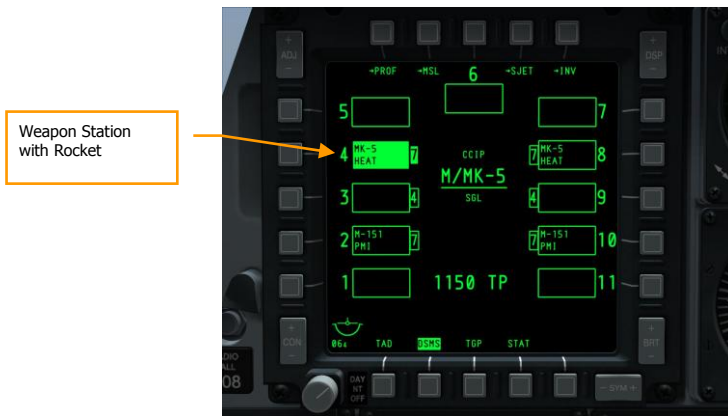 Weapon Station
with Rocket
+
ADJ
-
+
DSP
-
→PROF →MSL 6 →SJET →INV
5
7
4 MK-5 HEAT 7
CCIP
7 MK-5 HEAT 8
M/MK-5
3 4
SGL
4 9
2 M-151 PMI 7
7 M-151 PMI 10
1
1150 TP
11
+
CON
-
TAD DSMS TGP STAT
+
BRT
-
DAY
NT
OFF
- SYM +
08